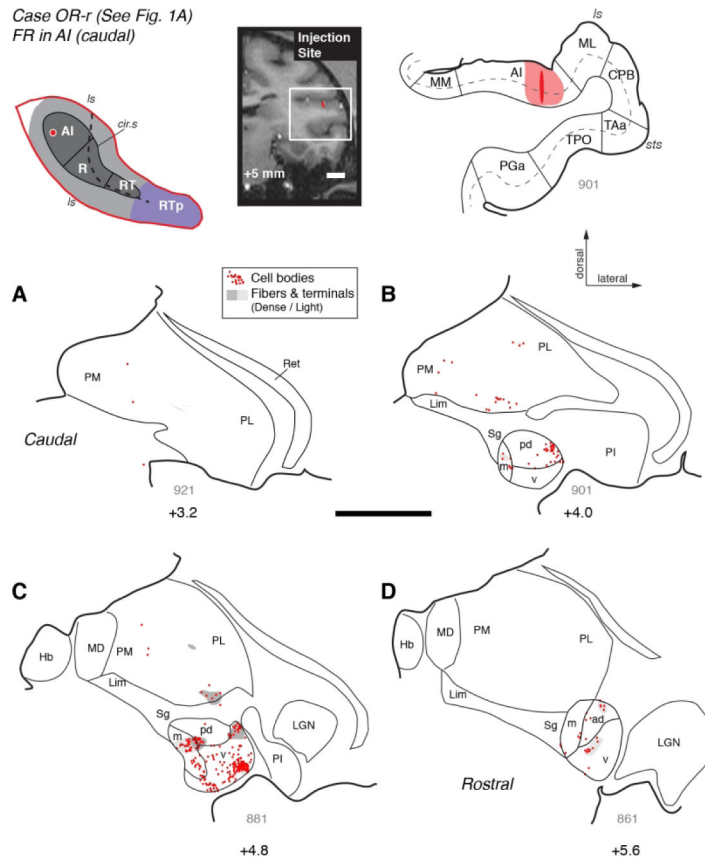 Case OR-r (See Fig. 1A)
FR in AI (caudal)
ls
cir.s
AI
R
RT
RTp
ls
Injection
Site
+5 mm
ls
ML
AI
MM
CPB
TAa
TPO
sts
PGa
901
dorsal
lateral
Cell bodies
Fibers & terminals
(Dense / Light)
A
PM
Ret
PL
Caudal
921
+3.2
B
PL
PM
Lim
Sg
pd
PI
m
v
901
+4.0
C
Hb
MD
PM
PL
Lim
Sg
LGN
pd
m
v
PI
881
+4.8
D
Hb
MD
PM
PL
Lim
Sg
m
ad
LGN
v
Rostral
861
+5.6